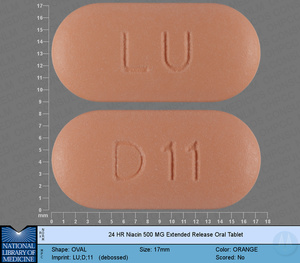 LU
D 11
24 HR Niacin 500 MG Extended Release Oral Tablet
NATIONAL
LIBRARY OF
MEDICINE
Shape: OVAL Size: 17mm Color: ORANGE
Imprint: LU;D;11 (debossed) Scored: No